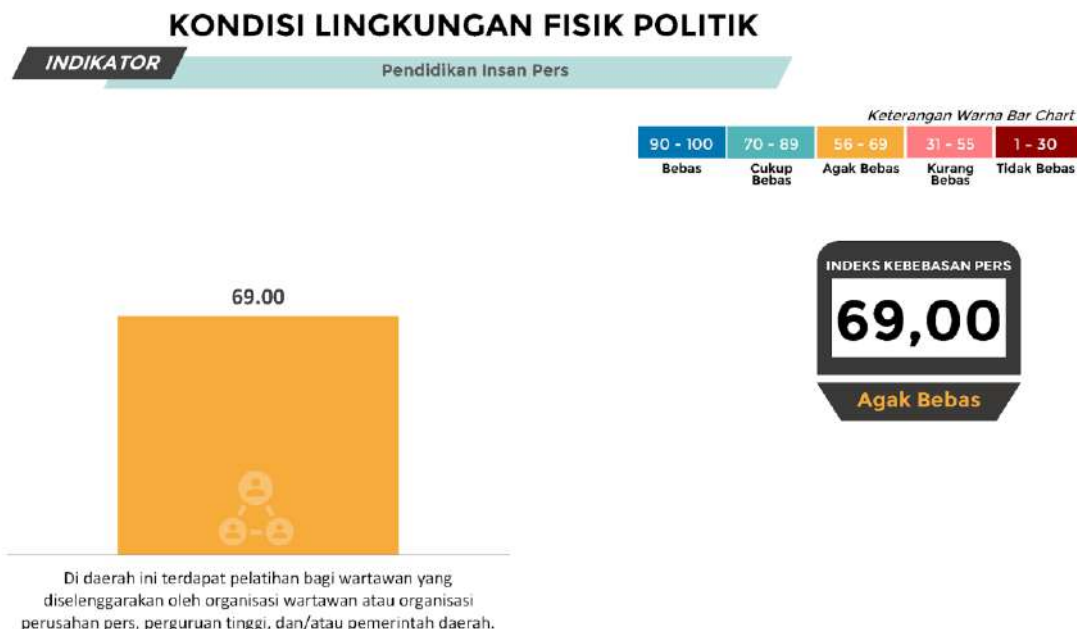 KONDISI LINGKUNGAN FISIK POLITIK
INDIKATOR
Pendidikan Insan Pers
Keterangan Warna Bar Chart
90 - 100
70 - 89
56 - 69
31 - 55
1 - 30
Bebas
Cukup
Bebas
Agak Bebas
Kurang
Bebas
Tidak Bebas
INDEKS KEBEBASAN PERS
69,00
Agak Bebas
69.00
Di daerah ini terdapat pelatihan bagi wartawan yang
diselenggarakan oleh organisasi wartawan atau organisasi
perusahan pers, perguruan tinggi, dan/atau pemerintah daerah.